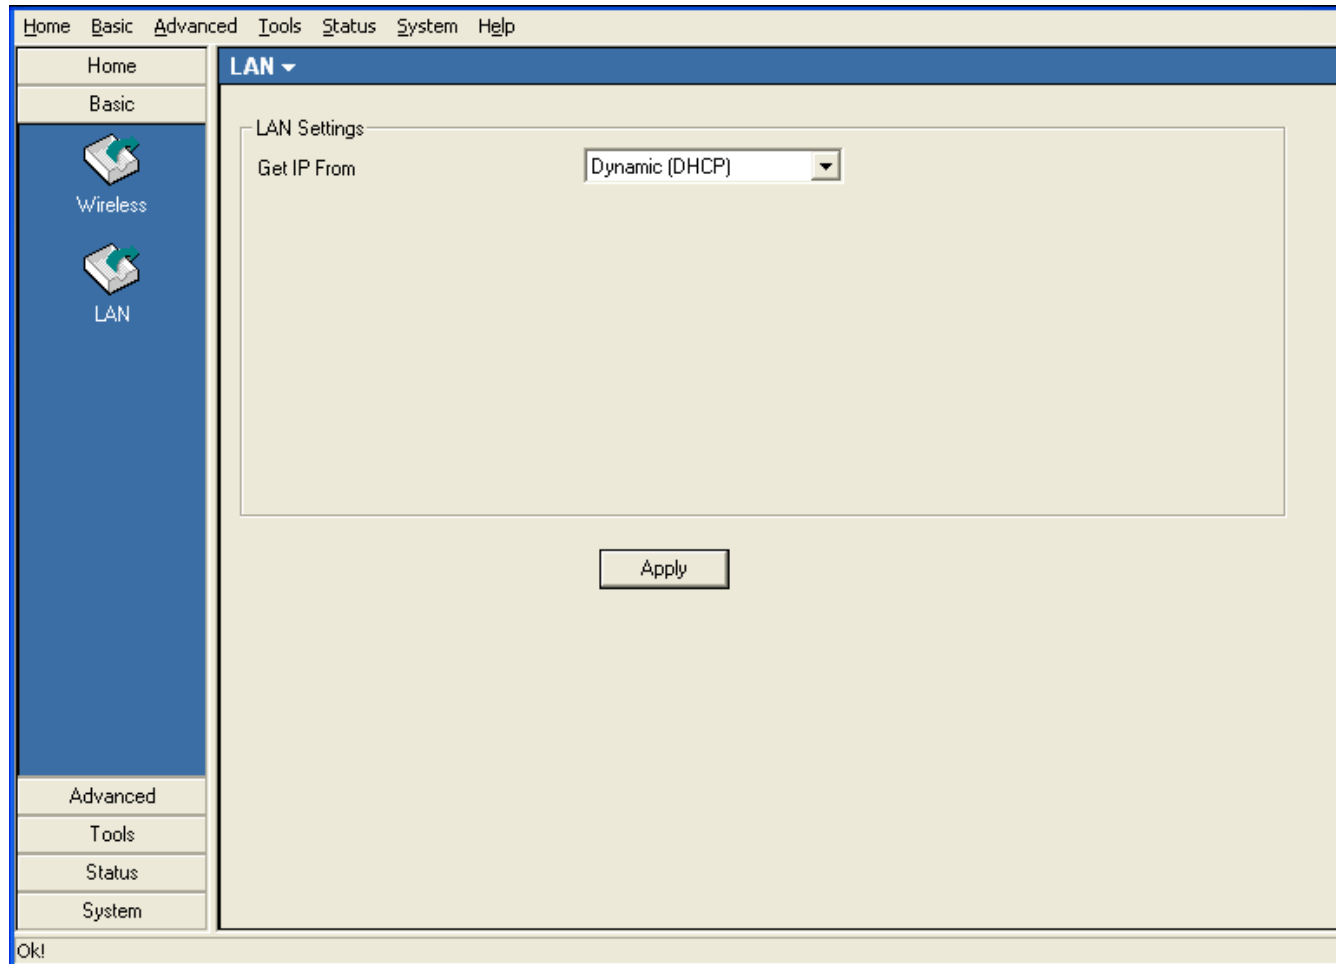 Home Basic Advanced Tools Status System Help
Home
Basic
Wireless
LAN
Advanced
Tools
Status
System
LAN
LAN Settings
Get IP From Dynamic (DHCP)
Apply
Ok!